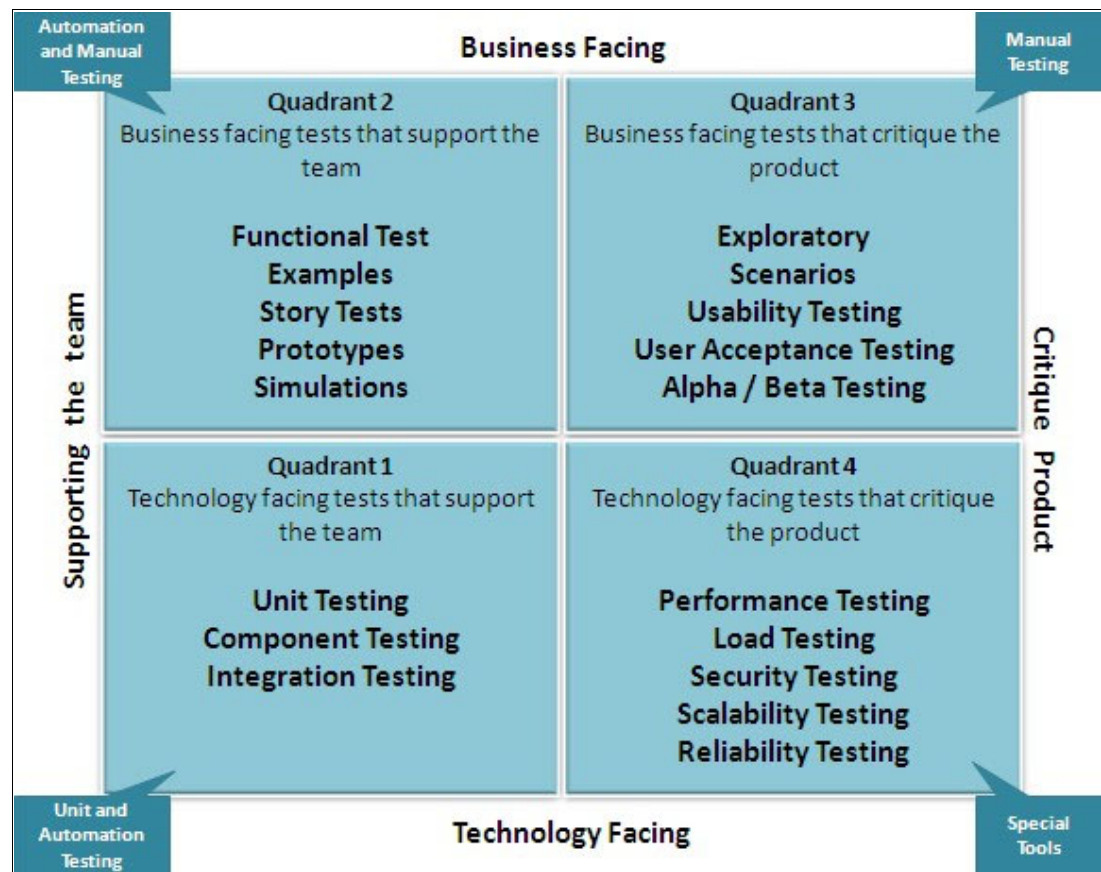 Automation
and Manual
Testing
Business Facing
Manual
Testing
Quadrant 2
Business facing tests that support the
team
Functional Test
Examples
Story Tests
Prototypes
Simulations
Quadrant 3
Business facing tests that critique the
product
Exploratory
Scenarios
Usability Testing
User Acceptance Testing
Alpha / Beta Testing
Supporting the team
Critique Product
Quadrant 1
Technology facing tests that support
the team
Unit Testing
Component Testing
Integration Testing
Quadrant 4
Technology facing tests that critique
the product
Performance Testing
Load Testing
Security Testing
Scalability Testing
Reliability Testing
Unit and
Automation
Testing
Technology Facing
Special
Tools